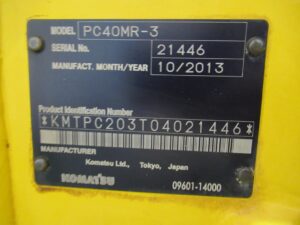 MODEL PC40MR-3
SERIAL No. 21446
MANUFACT. MONTH/YEAR 10/2013
Product Identification Number
*KMTPC203T04021446*
MANUFACTURER
Komatsu Ltd., Tokyo, Japan
KOMATSU 09601-14000